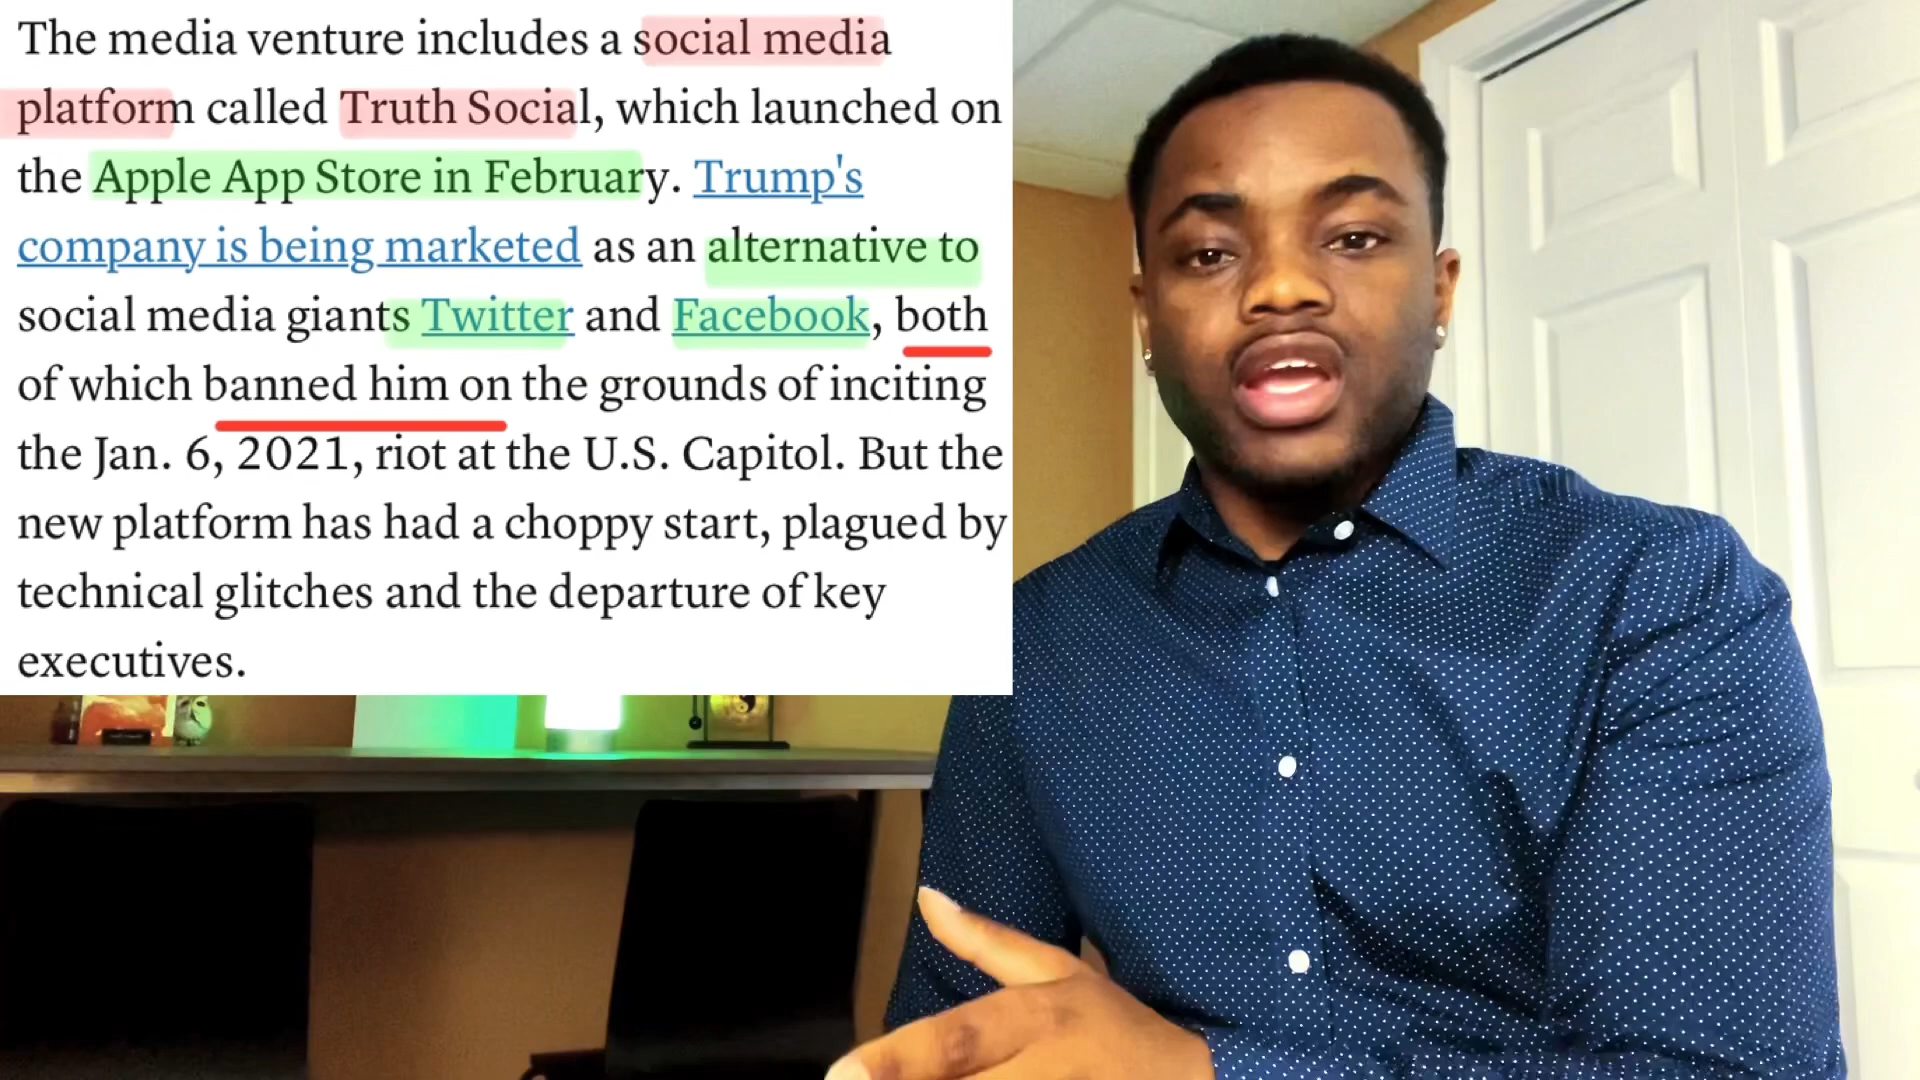 The media venture includes a social media
platform called Truth Social, which launched on
the Apple App Store in February. Trump's
company is being marketed as an alternative to
social media giants Twitter and Facebook, both
of which banned him on the grounds of inciting
the Jan. 6, 2021, riot at the U.S. Capitol. But the
new platform has had a choppy start, plagued by
technical glitches and the departure of key
executives.